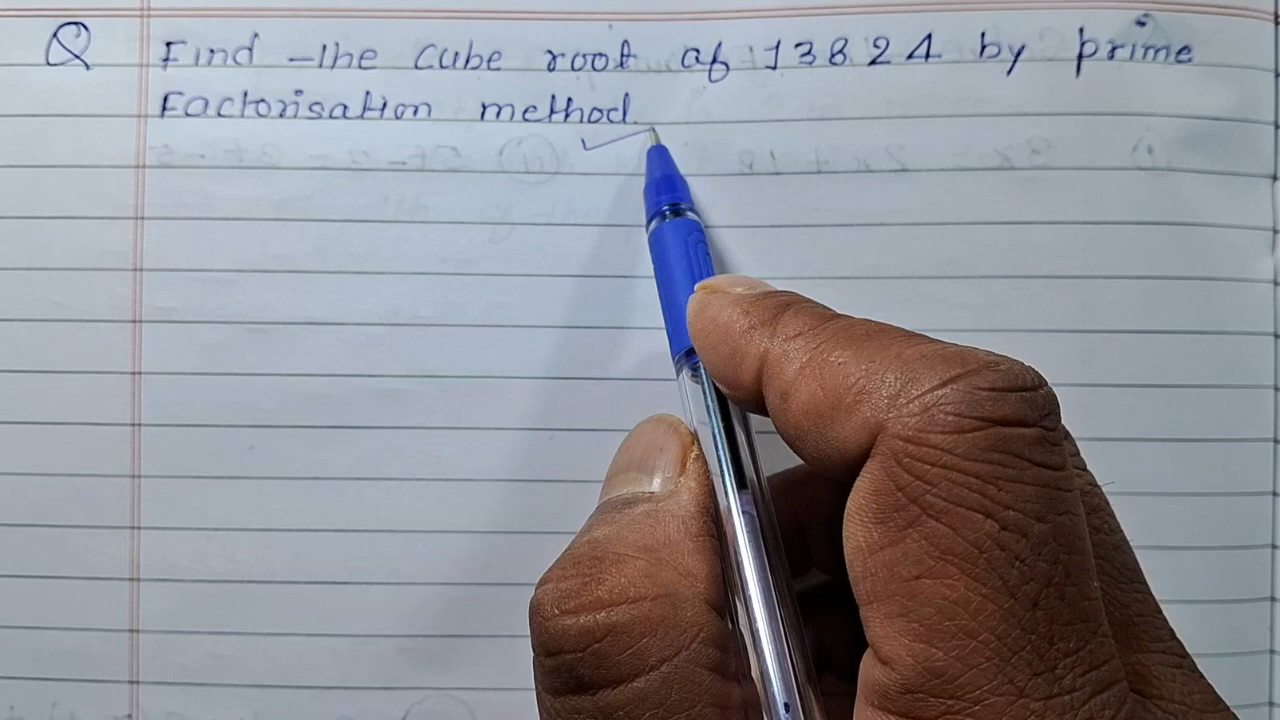 Q Find the cube root of 13824 by prime
Factorisation method.